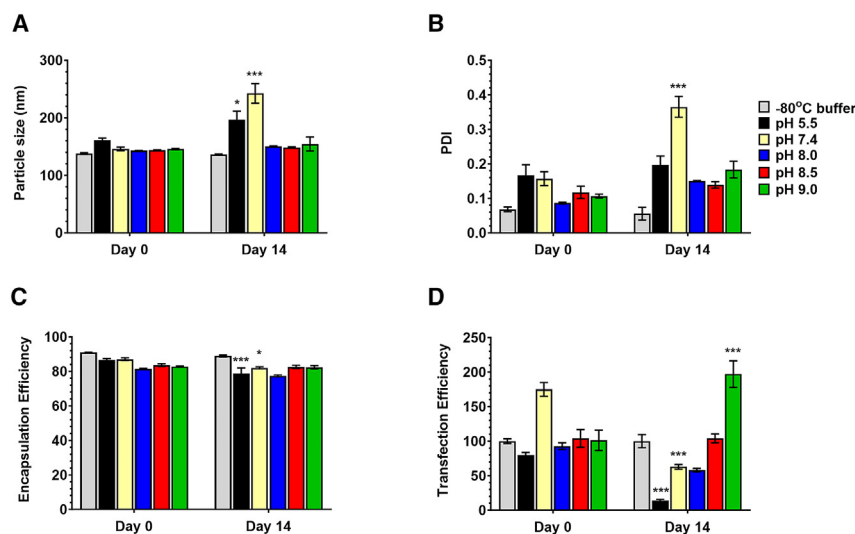 A
Particle size (nm)
300
200
100
0
*
***
Day 0
Day 14
B
PDI
0.5
0.4
0.3
0.2
0.1
0.0
***
Day 0
Day 14
-80°C buffer
pH 5.5
pH 7.4
pH 8.0
pH 8.5
pH 9.0
C
Encapsulation Efficiency
100
80
60
40
20
0
***
*
Day 0
Day 14
D
Transfection Efficiency
250
200
150
100
50
0
***
***
***
Day 0
Day 14